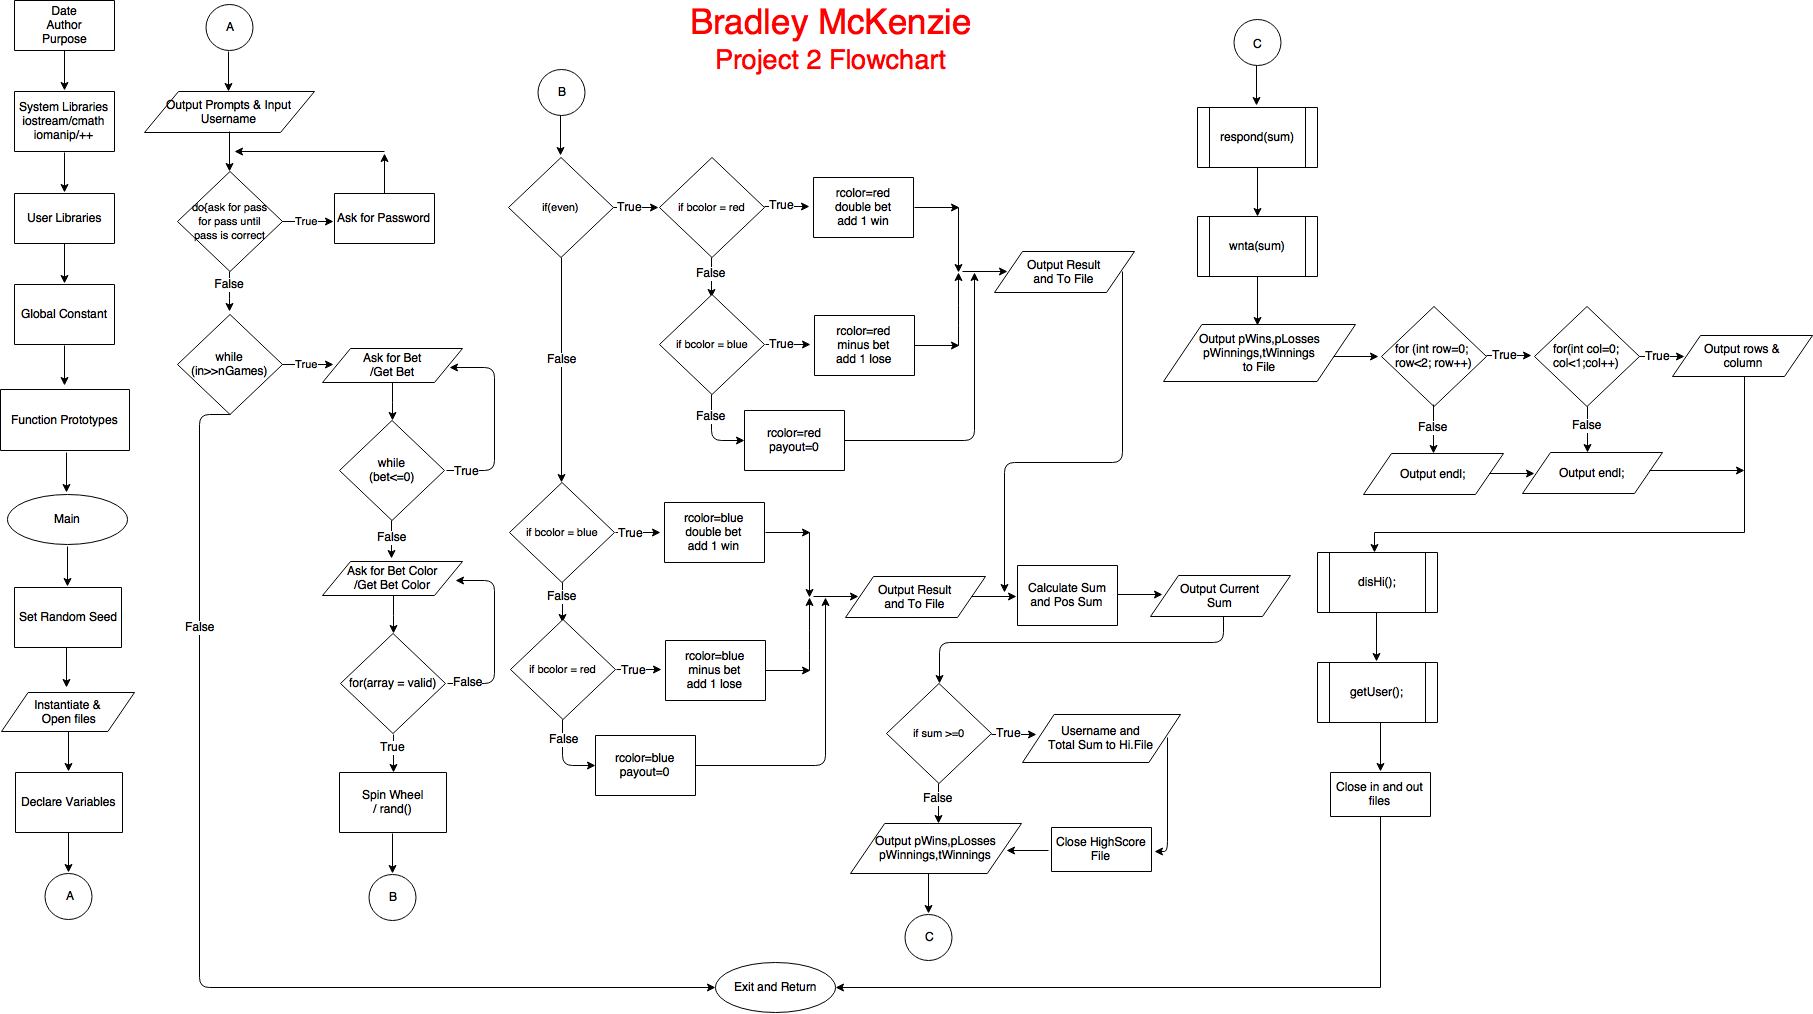 Bradley McKenzie
Project 2 Flowchart
Date
Author
Purpose
System Libraries
iostream/cmath
iomanip/++
User Libraries
Global Constant
Function Prototypes
Main
Set Random Seed
Instantiate &
Open files
Declare Variables
A
A
Output Prompts & Input
Username
do{ask for pass
for pass until
pass is correct
True
Ask for Password
False
while
(in>>nGames)
True
False
Ask for Bet
/Get Bet
while
(bet<=0)
True
False
Ask for Bet Color
/Get Bet Color
for(array = valid)
False
True
Spin Wheel
/ rand()
B
B
if(even)
True
False
if bcolor = red
True
rcolor=red
double bet
add 1 win
False
if bcolor = blue
True
rcolor=red
minus bet
add 1 lose
False
rcolor=red
payout=0
Output Result
and To File
if bcolor = blue
True
rcolor=blue
double bet
add 1 win
False
if bcolor = red
True
rcolor=blue
minus bet
add 1 lose
False
rcolor=blue
payout=0
Output Result
and To File
Calculate Sum
and Pos Sum
Output Current
Sum
if sum >=0
True
Username and
Total Sum to Hi.File
False
Close HighScore
File
Output pWins,pLosses
pWinnings,tWinnings
C
C
respond(sum)
wnta(sum)
Output pWins,pLosses
pWinnings,tWinnings
to File
for (int row=0;
row<2; row++)
True
for(int col=0;
col<1;col++)
True
Output rows &
column
False
False
Output endl;
Output endl;
disHi();
getUser();
Close in and out
files
Exit and Return